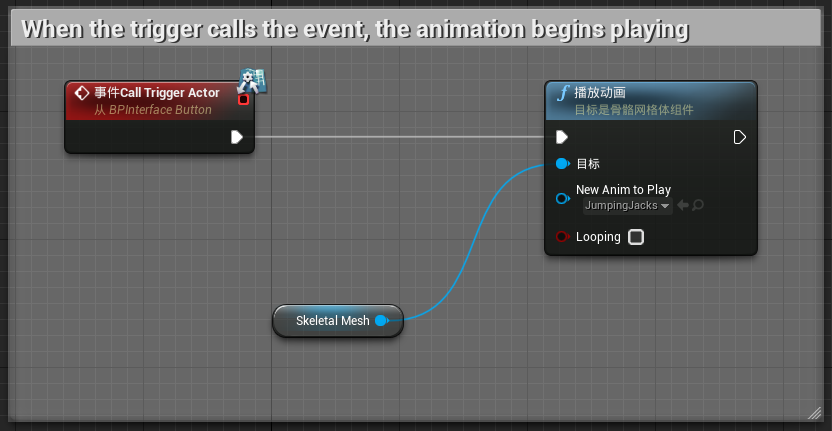 When the trigger calls the event, the animation begins playing
事件Call Trigger Actor
从 BPInterface Button
播放动画
目标是骨骼网格体组件
目标
New Anim to Play
JumpingJacks
Looping
Skeletal Mesh